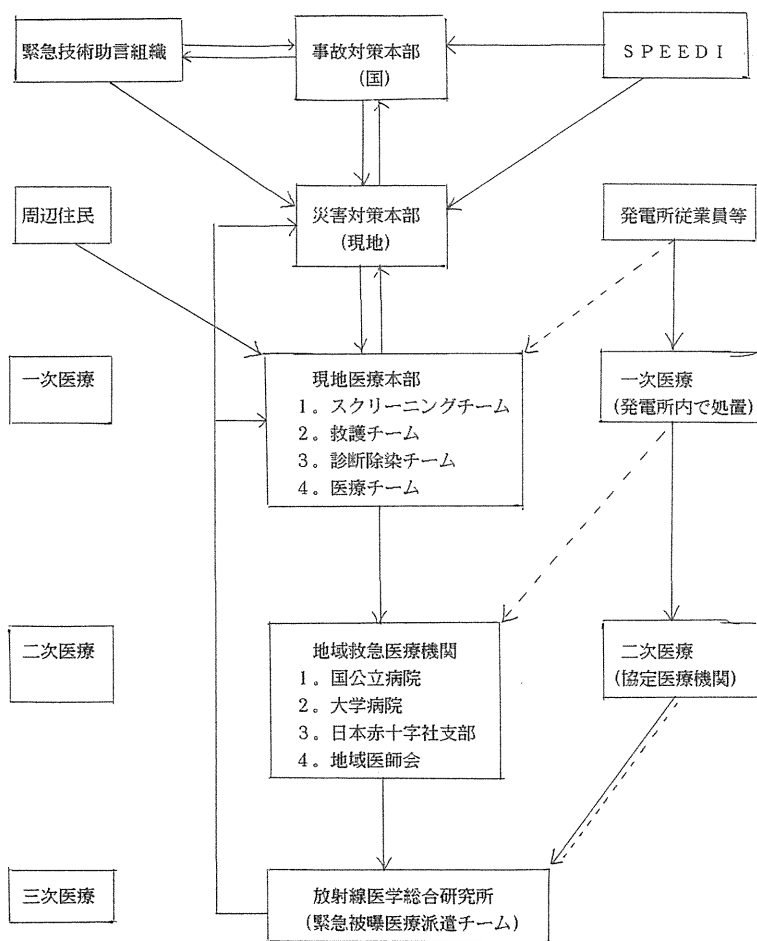 緊急技術助言組織
事故対策本部
(国)
ＳＰＥＥＤＩ
周辺住民
災害対策本部
(現地)
発電所従業員等
一次医療
現地医療本部
１。スクリーニングチーム
２。救護チーム
３。診断除染チーム
４。医療チーム
一次医療
(発電所内で処置)
二次医療
地域救急医療機関
１。国公立病院
２。大学病院
３。日本赤十字社支部
４。地域医師会
二次医療
(協定医療機関)
三次医療
放射線医学総合研究所
(緊急被曝医療派遣チーム)